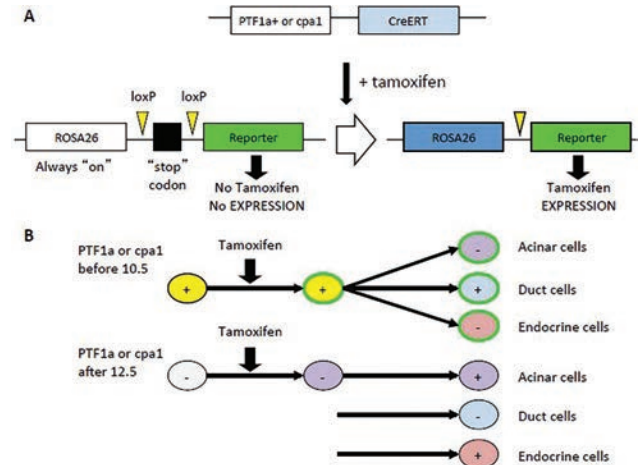 A
PTF1a+ or cpa1
CreERT
+ tamoxifen
loxP
loxP
ROSA26
Reporter
ROSA26
Reporter
Always "on"
"stop"
codon
No Tamoxifen
No EXPRESSION
Tamoxifen
EXPRESSION
B
PTF1a or cpa1
before 10.5
Tamoxifen
+
+
-
Acinar cells
+
Duct cells
-
Endocrine cells
PTF1a or cpa1
after 12.5
Tamoxifen
-
-
+
Acinar cells
-
Duct cells
+
Endocrine cells